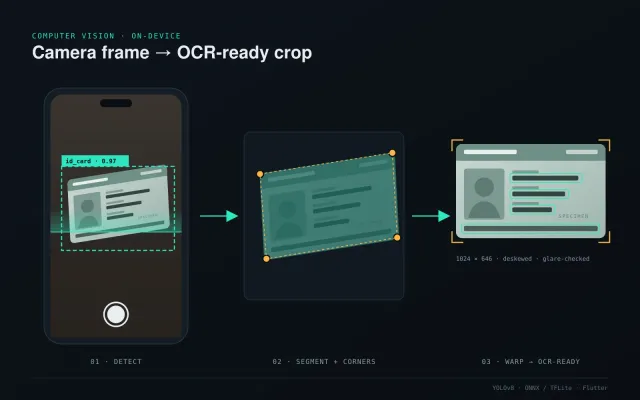 COMPUTER VISION · ON-DEVICE
Camera frame → OCR-ready crop
id_card · 0.97
SPECIMEN
SPECIMEN
1024 × 646 · deskewed · glare-checked
01 · DETECT
02 · SEGMENT + CORNERS
03 · WARP → OCR-READY
YOLOv8 · ONNX / TFLite · Flutter